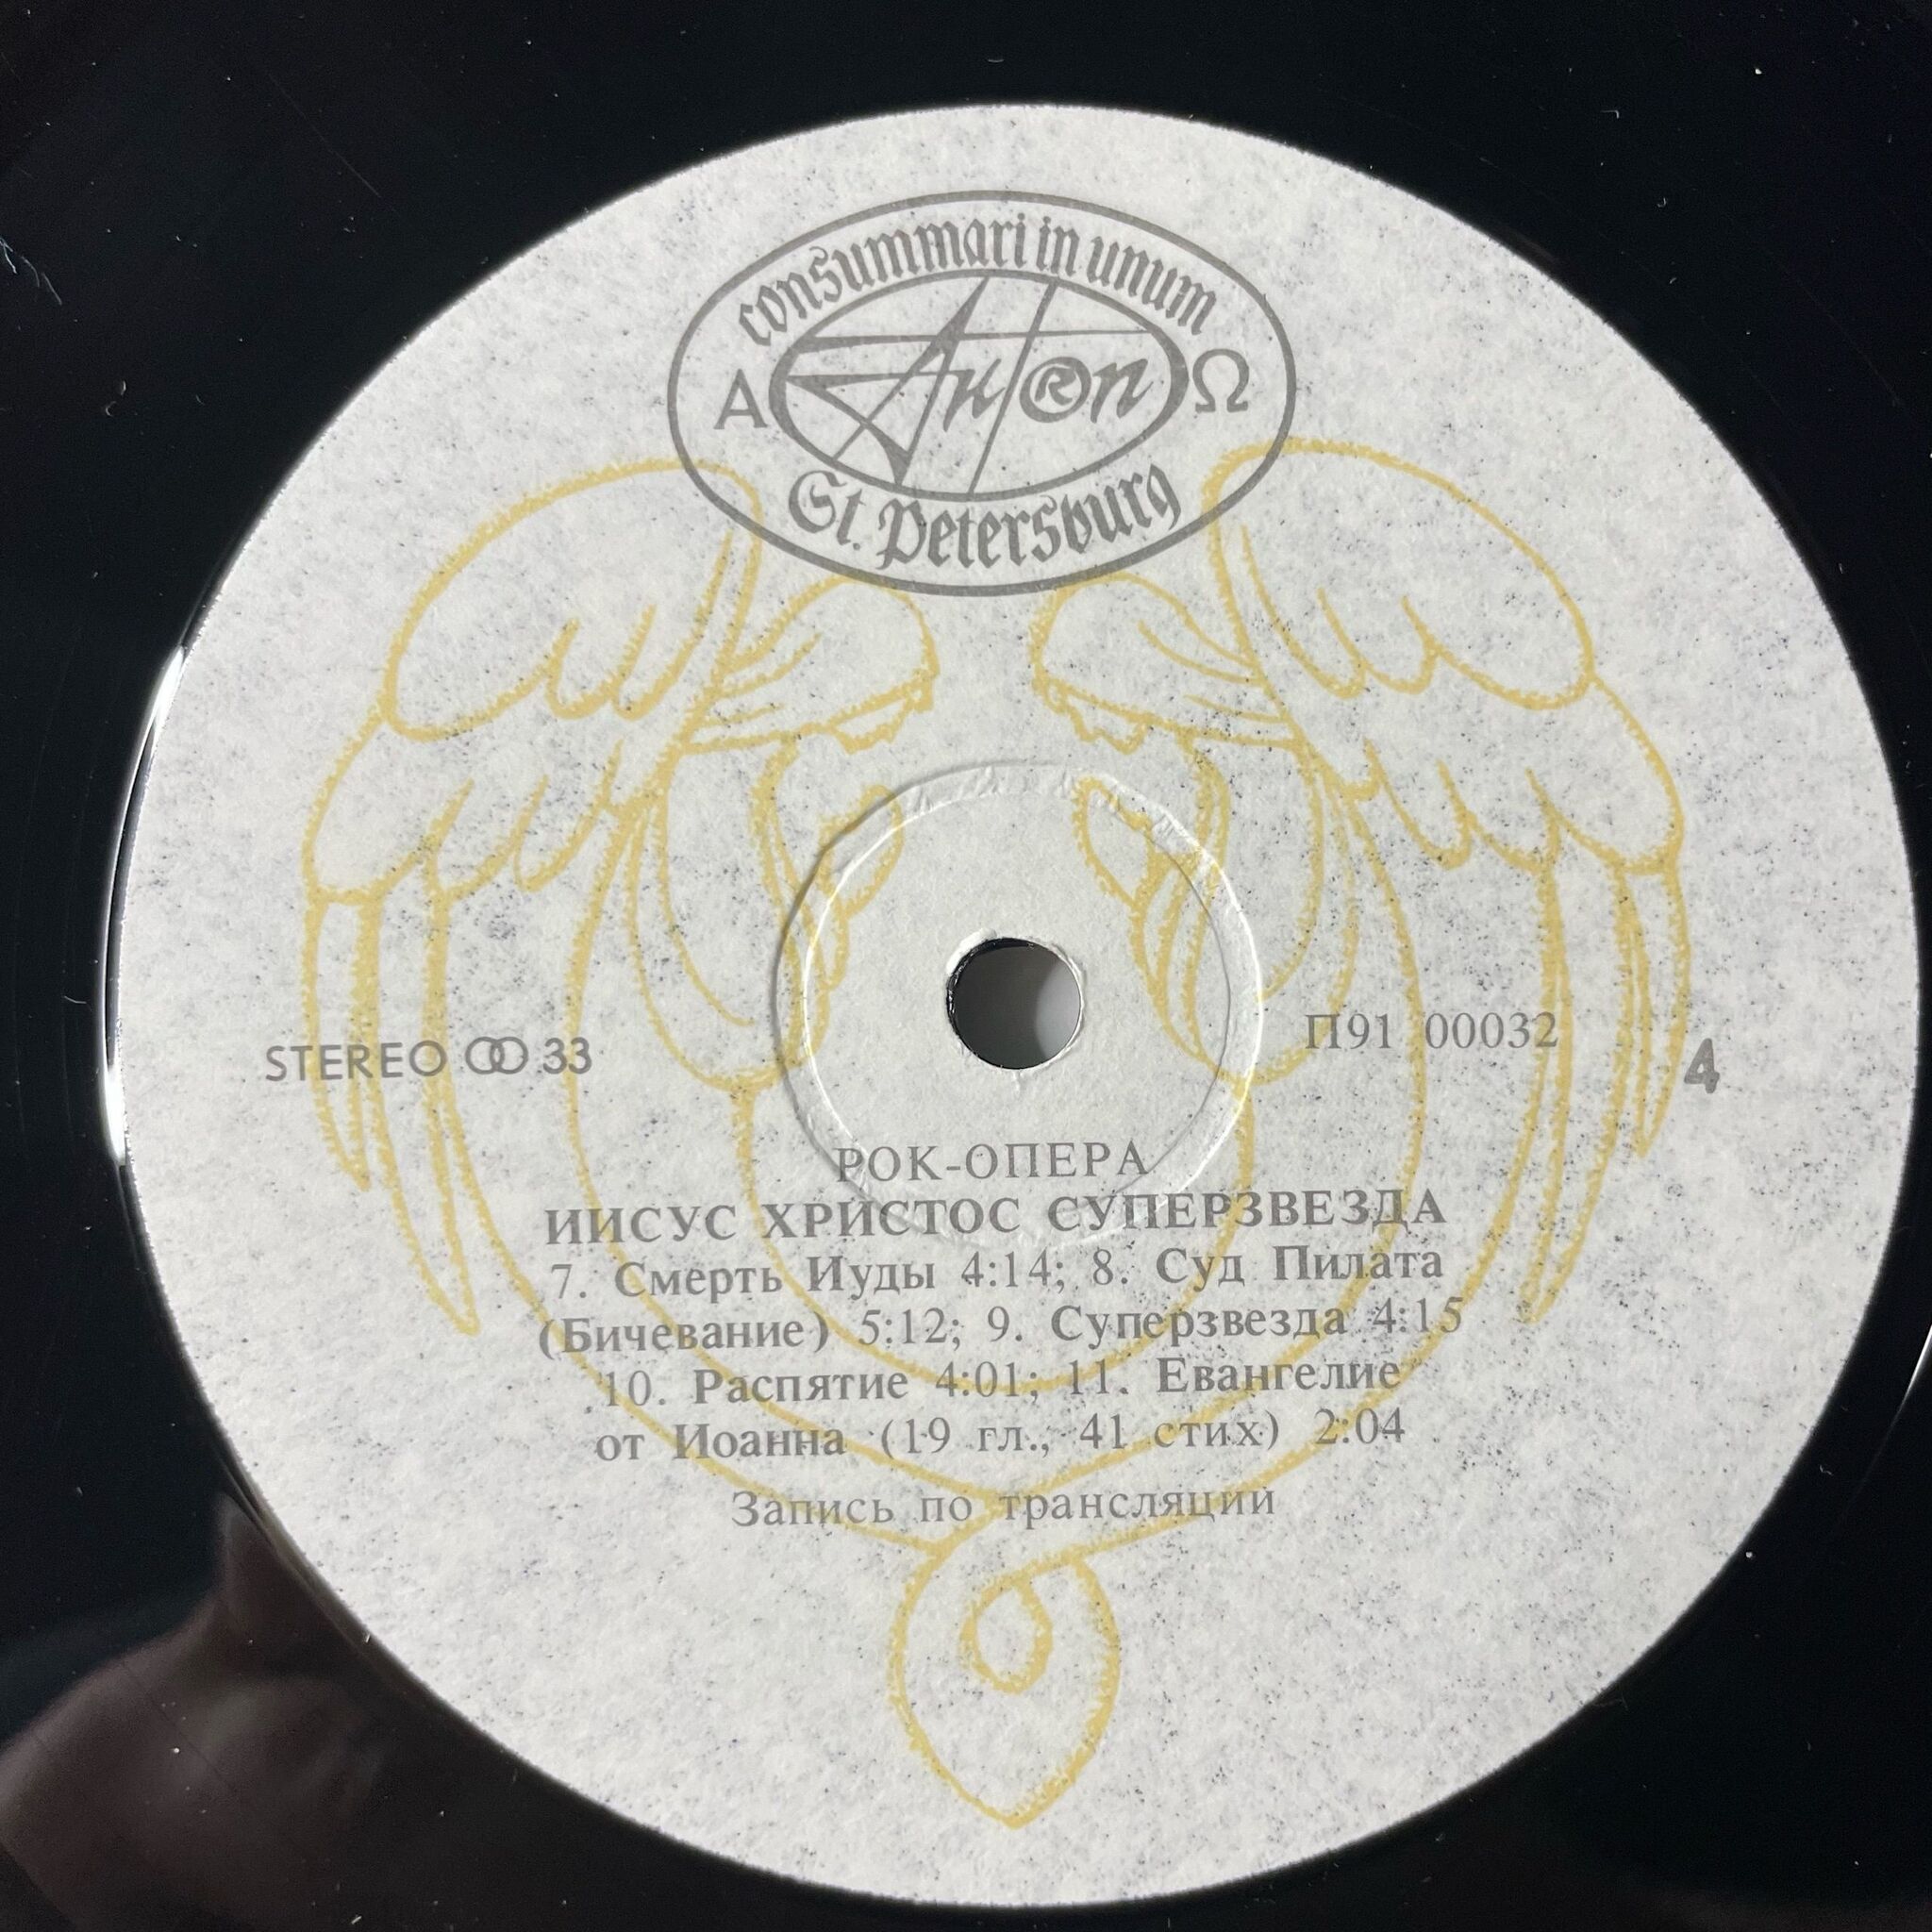 consummari in unum
Α Ант®п Ω
St. Petersburg
STEREO 33
П91 00032
4
РОК-ОПЕРА
ИИСУС ХРИСТОС СУПЕРЗВЕЗДА
7. Смерть Иуды 4:14; 8. Суд Пилата
(Бичевание) 5:12; 9. Суперзвезда 4:15
10. Распятие 4:01; 11. Евангелие
от Иоанна (19 гл., 41 стих) 2:04
Запись по трансляции